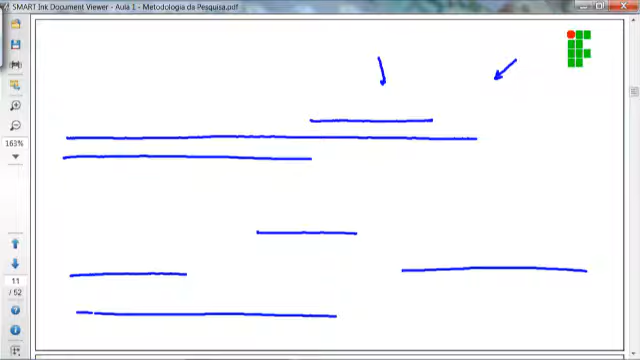 SMART Ink Document Viewer - Aula 1 - Metodologia da Pesquisa.pdf
163%
11
/ 52